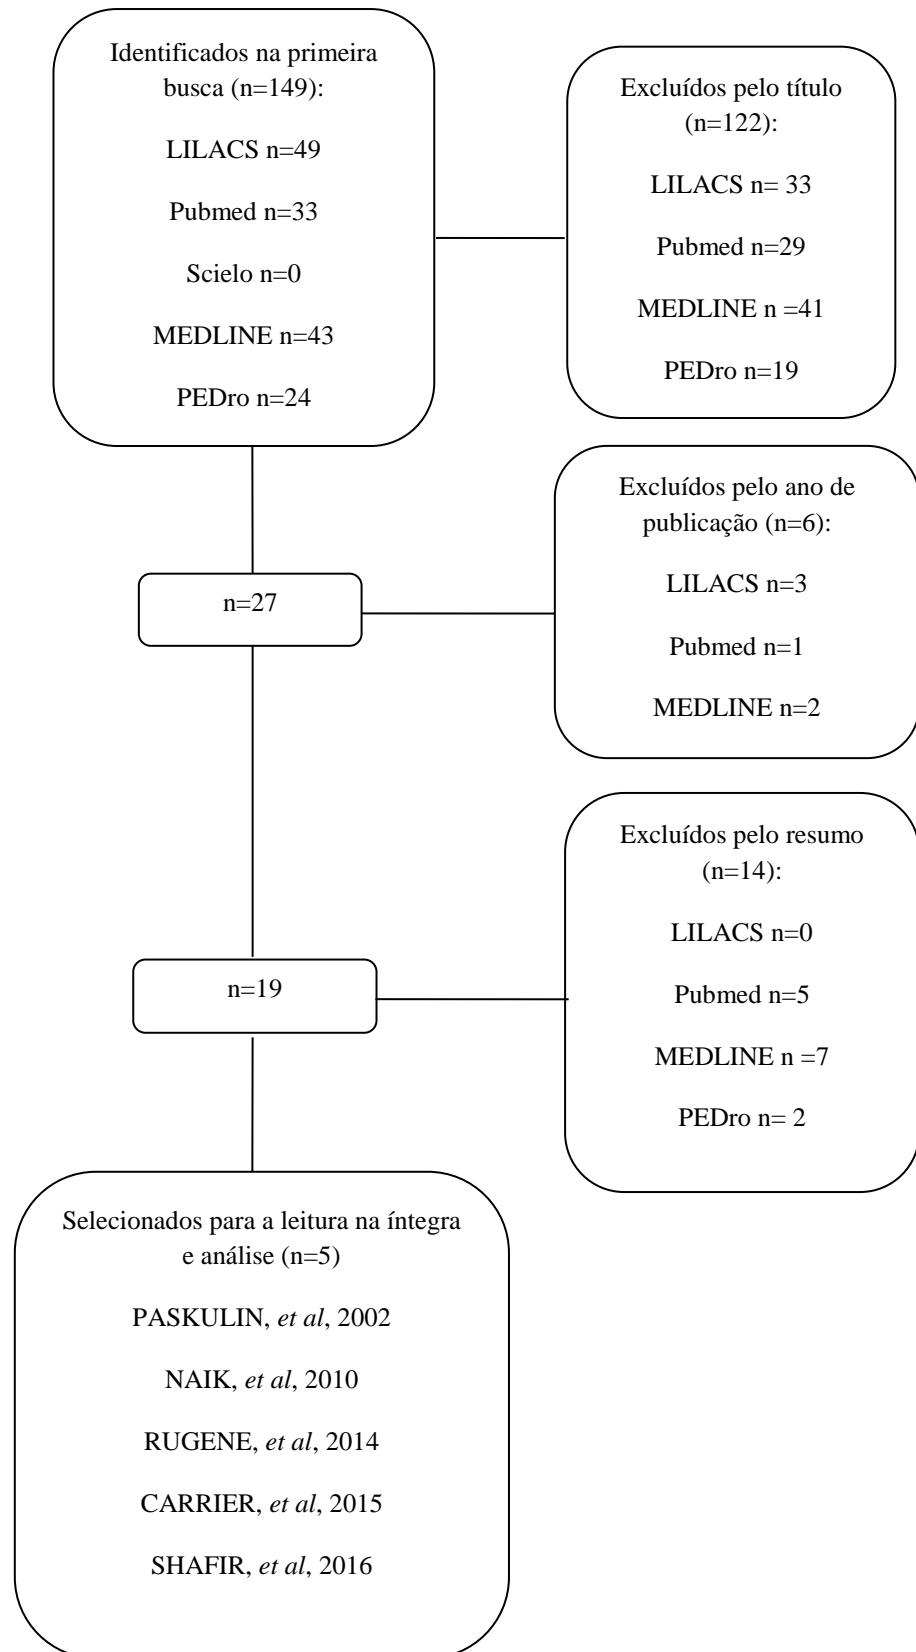 Identificados na primeira
busca (n=149):
LILACS n=49
Pubmed n=33
Scielo n=0
MEDLINE n=43
PEDro n=24
Excluídos pelo título
(n=122):
LILACS n= 33
Pubmed n=29
MEDLINE n =41
PEDro n=19
n=27
Excluídos pelo ano de
publicação (n=6):
LILACS n=3
Pubmed n=1
MEDLINE n=2
n=19
Excluídos pelo resumo
(n=14):
LILACS n=0
Pubmed n=5
MEDLINE n =7
PEDro n= 2
Selecionados para a leitura na íntegra
e análise (n=5)
PASKULIN, et al, 2002
NAIK, et al, 2010
RUGENE, et al, 2014
CARRIER, et al, 2015
SHAFIR, et al, 2016